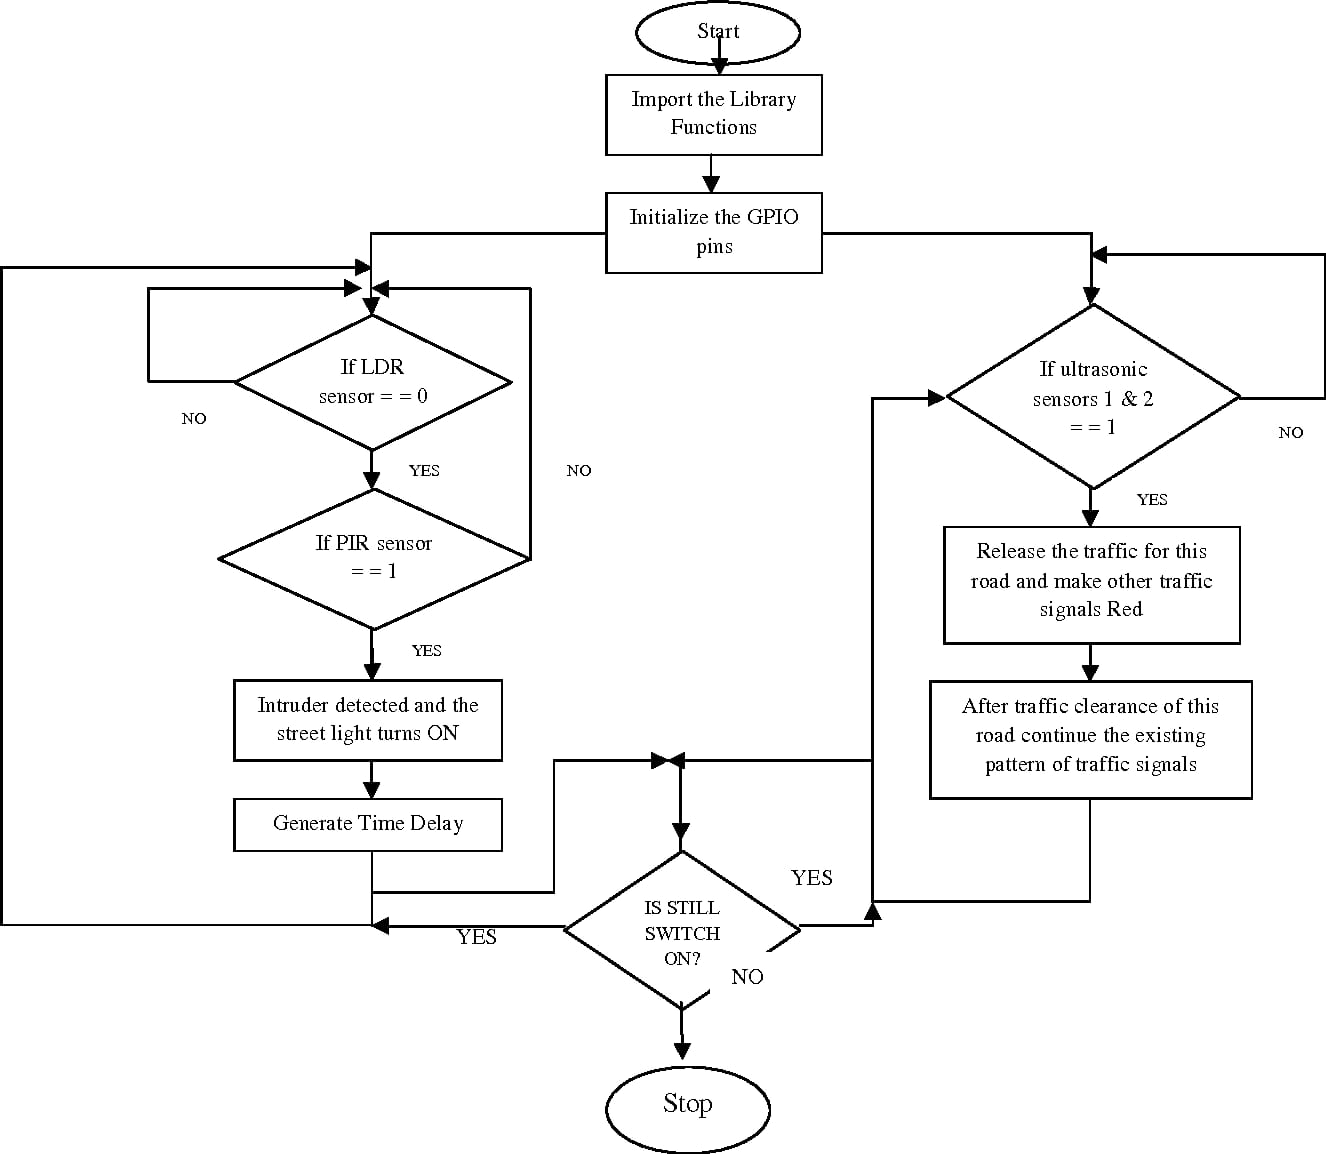 Start
Import the Library
Functions
Initialize the GPIO
pins
If LDR
sensor = = 0
NO
YES
NO
If PIR sensor
= = 1
YES
Intruder detected and the
street light turns ON
Generate Time Delay
If ultrasonic
sensors 1 & 2
= = 1
NO
YES
Release the traffic for this
road and make other traffic
signals Red
After traffic clearance of this
road continue the existing
pattern of traffic signals
IS STILL
SWITCH
ON?
YES
YES
NO
Stop